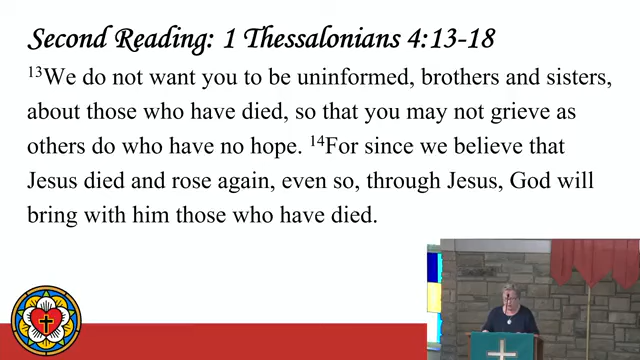 Second Reading: 1 Thessalonians 4:13-18
¹³We do not want you to be uninformed, brothers and sisters,
about those who have died, so that you may not grieve as
others do who have no hope. ¹⁴For since we believe that
Jesus died and rose again, even so, through Jesus, God will
bring with him those who have died.